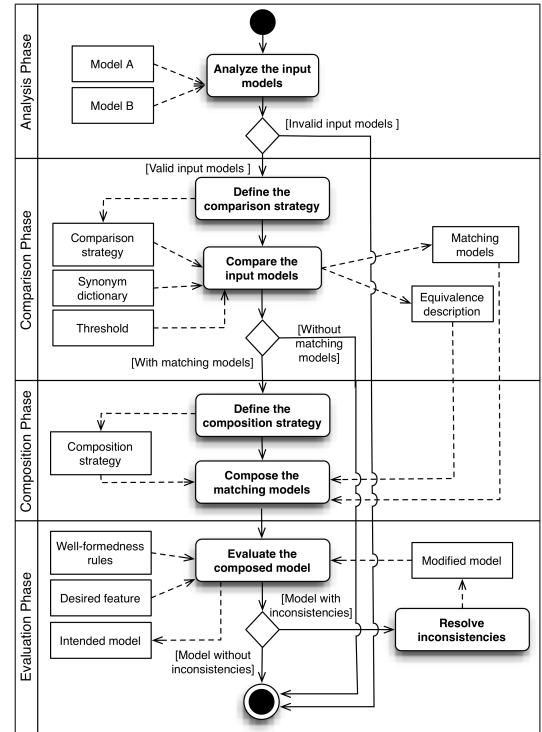 Analysis Phase
Model A
Model B
Analyze the input
models
[Invalid input models ]
[Valid input models ]
Comparison Phase
Define the
comparison strategy
Comparison
strategy
Compare the
input models
Matching
models
Synonym
dictionary
Equivalence
description
Threshold
[Without
matching
models]
[With matching models]
Composition Phase
Define the
composition strategy
Composition
strategy
Compose the
matching models
Evaluation Phase
Well-formedness
rules
Evaluate the
composed model
Modified model
Desired feature
[Model with
inconsistencies]
Intended model
Resolve
inconsistencies
[Model without
inconsistencies]